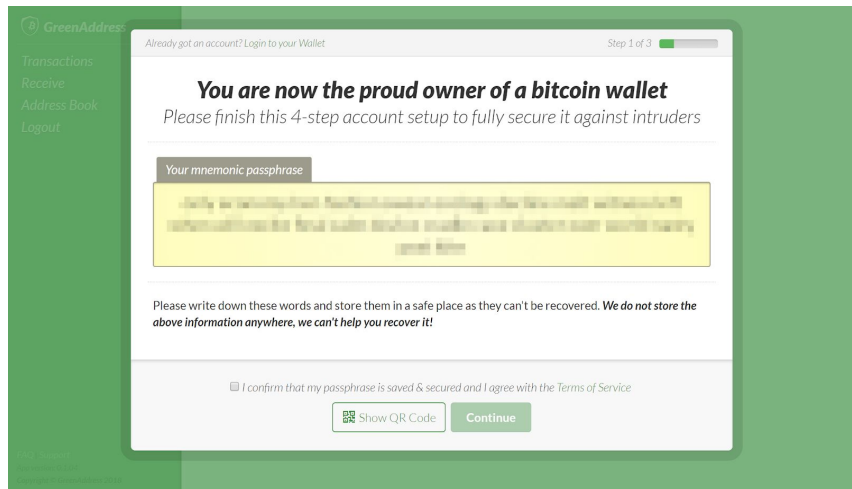 GreenAddress
Transactions
Receive
Address Book
Logout
Already got an account? Login to your Wallet
Step 1 of 3
You are now the proud owner of a bitcoin wallet
Please finish this 4-step account setup to fully secure it against intruders
Your mnemonic passphrase
Please write down these words and store them in a safe place as they can't be recovered. We do not store the
above information anywhere, we can't help you recover it!
I confirm that my passphrase is saved & secured and I agree with the Terms of Service
Show QR Code
Continue